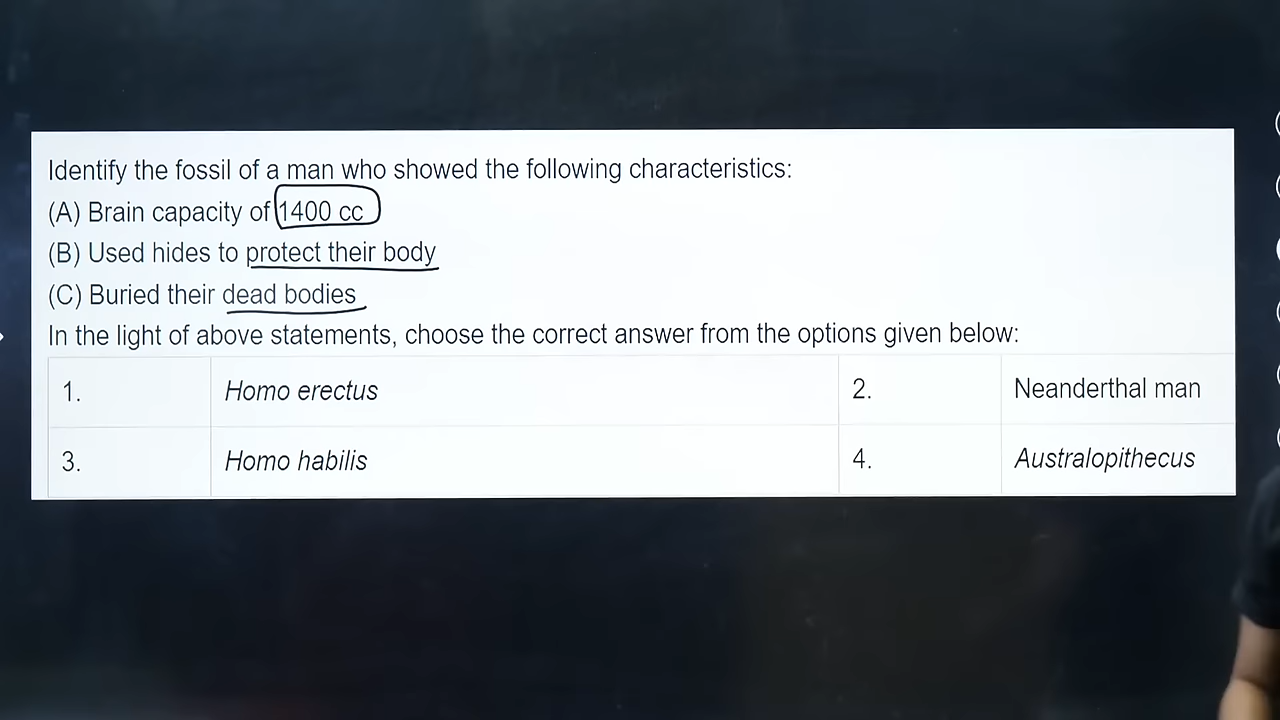 Identify the fossil of a man who showed the following characteristics:
(A) Brain capacity of 1400 cc
(B) Used hides to protect their body
(C) Buried their dead bodies
In the light of above statements, choose the correct answer from the options given below:
1. Homo erectus 2. Neanderthal man
3. Homo habilis 4. Australopithecus